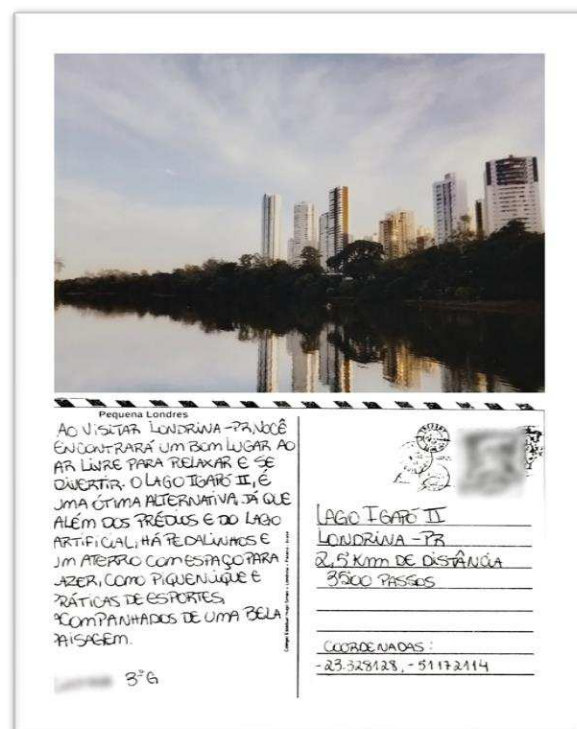 Pequena Londres
AO VISITAR LONDRINA-PR, VOCÊ
ENCONTRARÁ UM BOM LUGAR AO
AR LIVRE PARA RELAXAR E SE
DIVERTIR. O LAGO IGAPÓ II, É
UMA ÓTIMA ALTERNATIVA JÁ QUE
ALÉM DOS PRÉDIOS E DO LAGO
ARTIFICIAL, HÁ PEDALINHOS E
UM ATERRO COM ESPAÇO PARA
LAZER, COMO PIQUENIQUE E
PRÁTICAS DE ESPORTES,
ACOMPANHADOS DE UMA BELA
PAISAGEM.
3º G
LAGO IGAPÓ II
LONDRINA-PR
2,5 Km DE DISTÂNCIA
3500 PASSOS
COORDENADAS:
-23.328128, -51172114